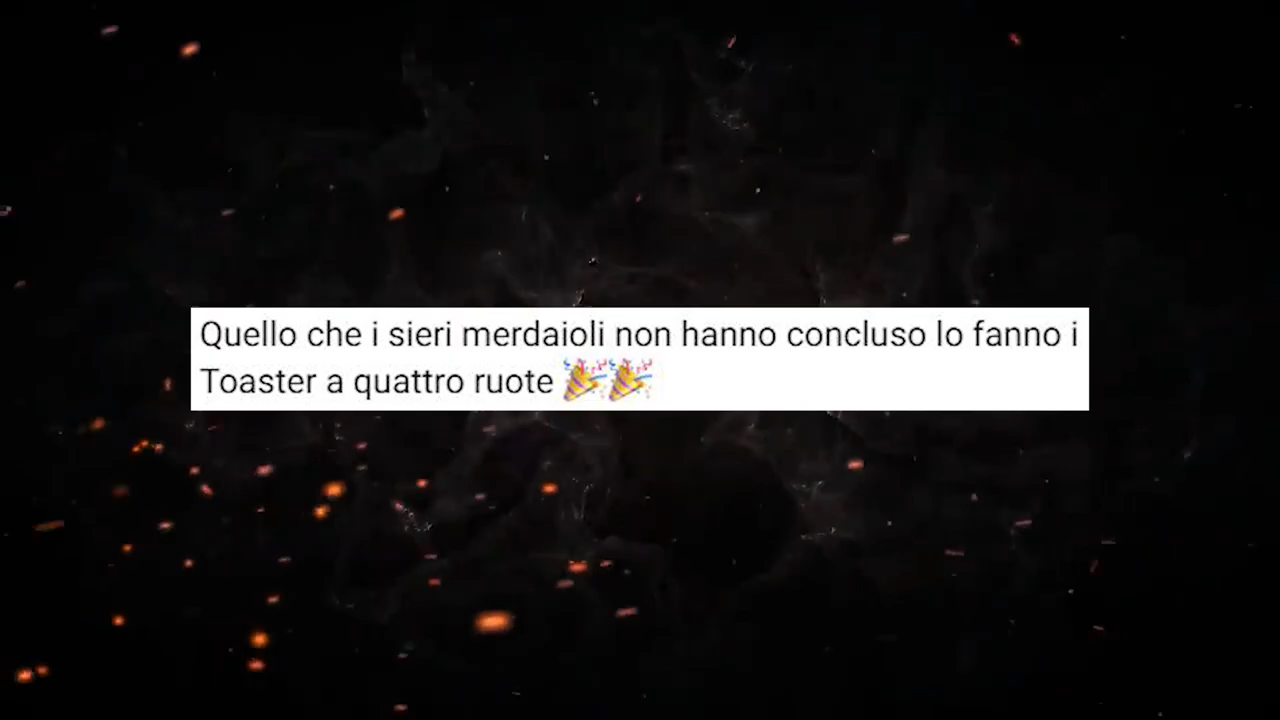 Quello che i sieri merdaioli non hanno concluso lo fanno i
Toaster a quattro ruote 🎉🎉